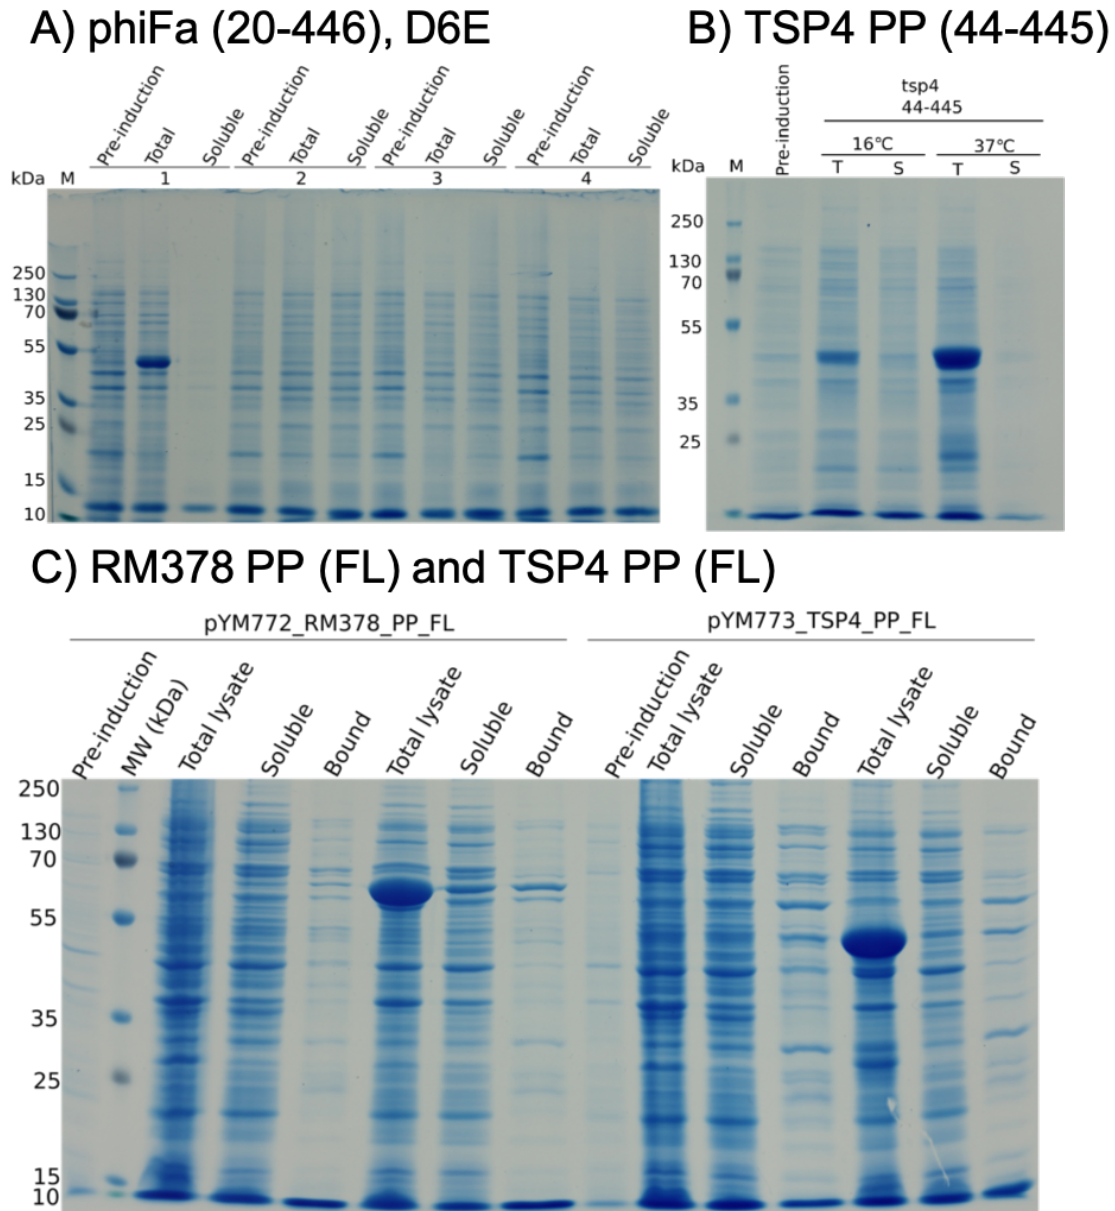 A) phiFa (20-446), D6E
Pre-induction Total Soluble Pre-induction Total Soluble Pre-induction Total Soluble Pre-induction Total Soluble
kDa M 1 2 3 4
250
130
70
55
35
25
15
10
B) TSP4 PP (44-445)
Pre-induction
tsp4
44-445
16°C 37°C
kDa M T S T S
250
130
70
55
35
25
C) RM378 PP (FL) and TSP4 PP (FL)
pYM772_RM378_PP_FL pYM773_TSP4_PP_FL
Pre-induction MW (kDa) Total lysate Soluble Bound Total lysate Soluble Bound Pre-induction Total lysate Soluble Bound Total lysate Soluble Bound
250
130
70
55
35
25
15
10